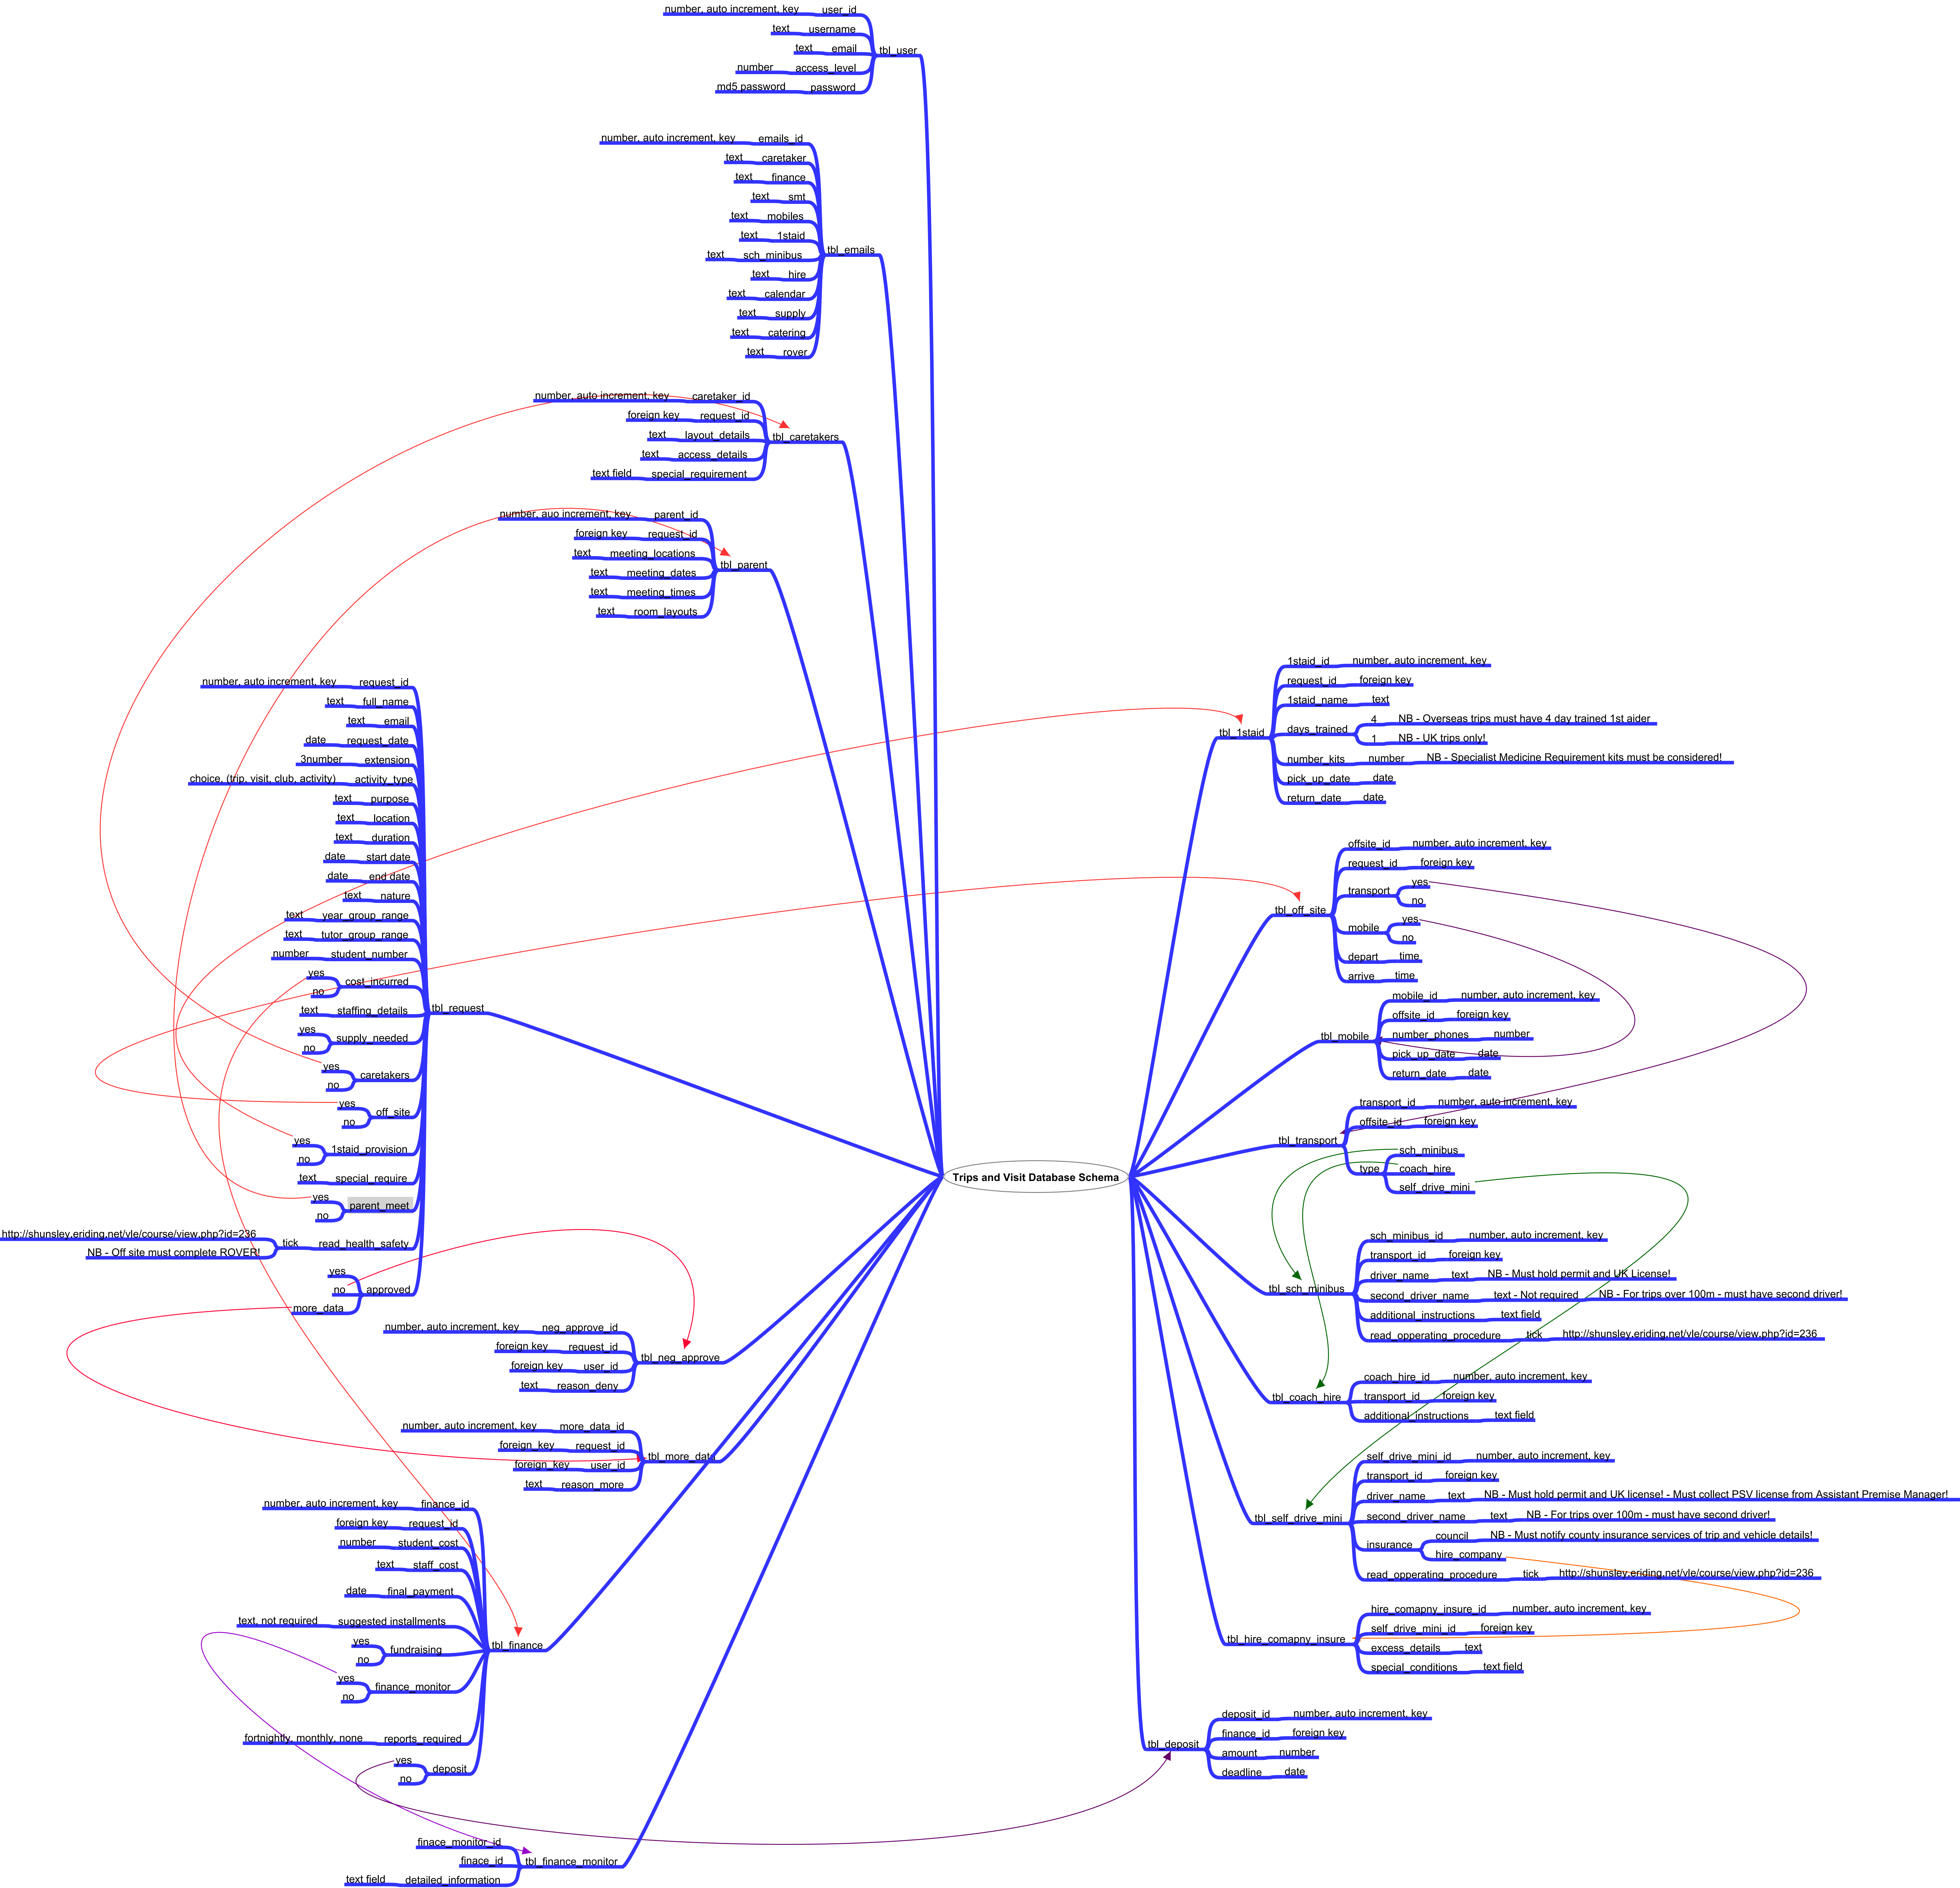 number, auto increment, key user_id
text username
text email
number access_level
md5 password password
tbl_user
number, auto increment, key emails_id
text caretaker
text finance
text smt
text mobiles
text 1staid
text sch_minibus
text hire
text calendar
text supply
text catering
text rover
tbl_emails
number, auto increment, key caretaker_id
foreign key request_id
text layout_details
text access_details
text field special_requirement
tbl_caretakers
number, auo increment, key parent_id
foreign key request_id
text meeting_locations
text meeting_dates
text meeting_times
text room_layouts
tbl_parent
number, auto increment, key request_id
text full_name
text email
date request_date
3number extension
choice, (trip, visit, club, activity) activity_type
text purpose
text location
text duration
date start date
date end date
text nature
text year_group_range
text tutor_group_range
number student_number
yes
no
cost_incurred
text staffing_details
yes
no
supply_needed
yes
no
caretakers
yes
no
off_site
yes
no
1staid_provision
text special_require
yes
no
parent_meet
http://shunsley.eriding.net/vle/course/view.php?id=236
NB - Off site must complete ROVER!
tick read_health_safety
yes
no
more_data
approved
tbl_request
number, auto increment, key neg_approve_id
foreign key request_id
foreign key user_id
text reason_deny
tbl_neg_approve
number, auto increment, key more_data_id
foreign_key request_id
foreign_key user_id
text reason_more
tbl_more_data
number, auto increment, key finance_id
foreign key request_id
number student_cost
text staff_cost
date final_payment
text, not required suggested installments
yes
no
fundraising
yes
no
finance_monitor
fortnightly, monthly, none reports_required
yes
no
deposit
tbl_finance
finace_monitor_id
finace_id
text field detailed_information
tbl_finance_monitor
Trips and Visit Database Schema
tbl_1staid
1staid_id number, auto increment, key
request_id foreign key
1staid_name text
days_trained
4 NB - Overseas trips must have 4 day trained 1st aider
1 NB - UK trips only!
number_kits number NB - Specialist Medicine Requirement kits must be considered!
pick_up_date date
return_date date
tbl_off_site
offsite_id number, auto increment, key
request_id foreign key
transport
yes
no
mobile
yes
no
depart time
arrive time
tbl_mobile
mobile_id number, auto increment, key
offsite_id foreign key
number_phones number
pick_up_date date
return_date date
tbl_transport
transport_id number, auto increment, key
offsite_id foreign key
type
sch_minibus
coach_hire
self_drive_mini
tbl_sch_minibus
sch_minibus_id number, auto increment, key
transport_id foreign key
driver_name text NB - Must hold permit and UK License!
second_driver_name text - Not required NB - For trips over 100m - must have second driver!
additional_instructions text field
read_opperating_procedure tick http://shunsley.eriding.net/vle/course/view.php?id=236
tbl_coach_hire
coach_hire_id number, auto increment, key
transport_id foreign key
additional_instructions text field
tbl_self_drive_mini
self_drive_mini_id number, auto increment, key
transport_id foreign key
driver_name text NB - Must hold permit and UK license! - Must collect PSV license from Assistant Premise Manager!
second_driver_name text NB - For trips over 100m - must have second driver!
insurance
council NB - Must notify county insurance services of trip and vehicle details!
hire_company
read_opperating_procedure tick http://shunsley.eriding.net/vle/course/view.php?id=236
tbl_hire_comapny_insure
hire_comapny_insure_id number, auto increment, key
self_drive_mini_id foreign key
excess_details text
special_conditions text field
tbl_deposit
deposit_id number, auto increment, key
finance_id foreign key
amount number
deadline date